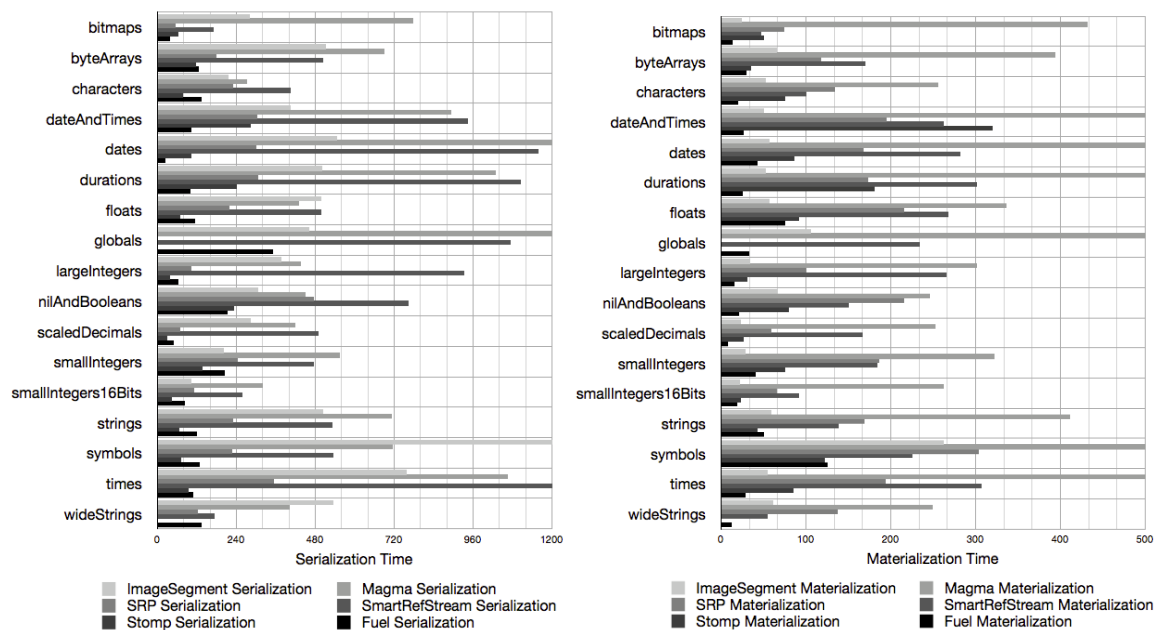 bitmaps
byteArrays
characters
dateAndTimes
dates
durations
floats
globals
largeIntegers
nilAndBooleans
scaledDecimals
smallIntegers
smallIntegers16Bits
strings
symbols
times
wideStrings
0 240 480 720 960 1200
Serialization Time
ImageSegment Serialization Magma Serialization
SRP Serialization SmartRefStream Serialization
Stomp Serialization Fuel Serialization
bitmaps
byteArrays
characters
dateAndTimes
dates
durations
floats
globals
largeIntegers
nilAndBooleans
scaledDecimals
smallIntegers
smallIntegers16Bits
strings
symbols
times
wideStrings
0 100 200 300 400 500
Materialization Time
ImageSegment Materialization Magma Materialization
SRP Materialization SmartRefStream Materialization
Stomp Materialization Fuel Materialization